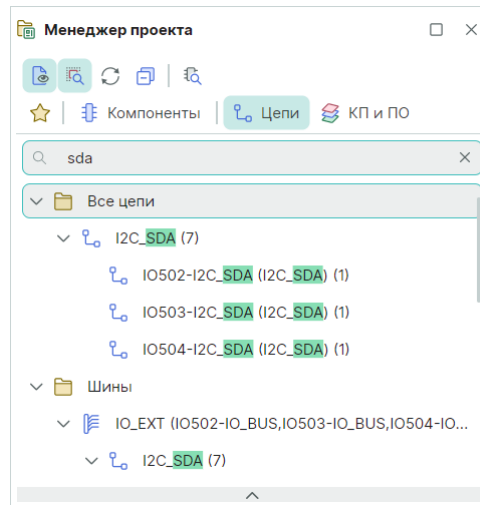 Менеджер проекта
Компоненты Цепи КП и ПО
sda
Все цепи
I2C_SDA (7)
IO502-I2C_SDA (I2C_SDA) (1)
IO503-I2C_SDA (I2C_SDA) (1)
IO504-I2C_SDA (I2C_SDA) (1)
Шины
IO_EXT (IO502-IO_BUS,IO503-IO_BUS,IO504-IO...
I2C_SDA (7)